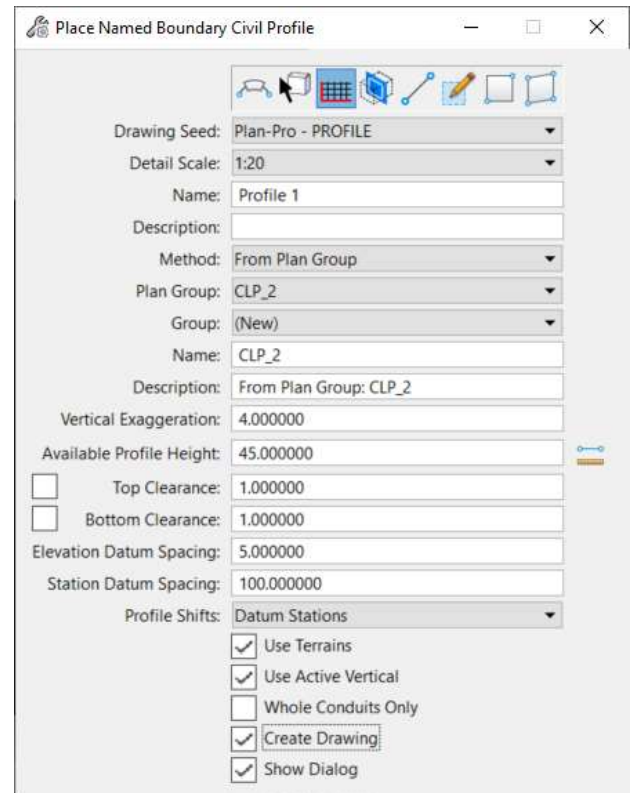 Place Named Boundary Civil Profile
Drawing Seed: Plan-Pro - PROFILE
Detail Scale: 1:20
Name: Profile 1
Description:
Method: From Plan Group
Plan Group: CLP_2
Group: (New)
Name: CLP_2
Description: From Plan Group: CLP_2
Vertical Exaggeration: 4.000000
Available Profile Height: 45.000000
Top Clearance: 1.000000
Bottom Clearance: 1.000000
Elevation Datum Spacing: 5.000000
Station Datum Spacing: 100.000000
Profile Shifts: Datum Stations
Use Terrains
Use Active Vertical
Whole Conduits Only
Create Drawing
Show Dialog